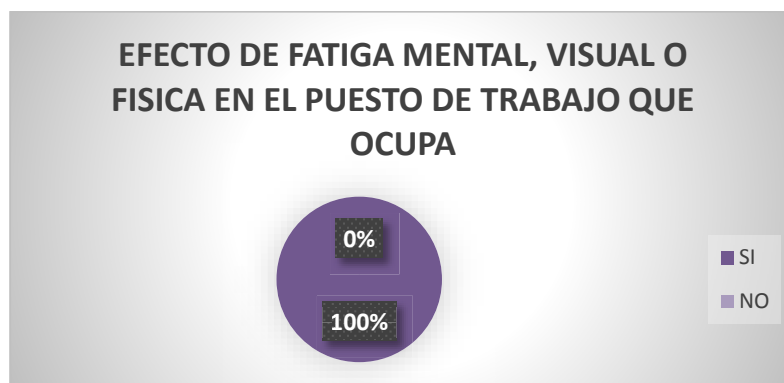 EFECTO DE FATIGA MENTAL, VISUAL O
FISICA EN EL PUESTO DE TRABAJO QUE
OCUPA
0%
100%
SI
NO